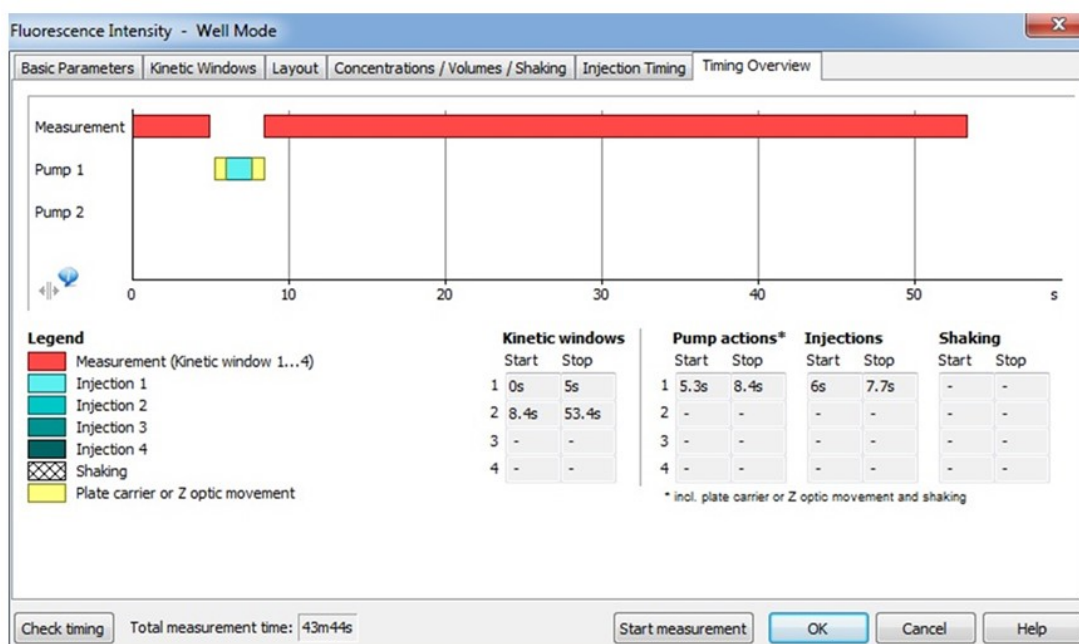 Fluorescence Intensity - Well Mode
Basic Parameters Kinetic Windows Layout Concentrations / Volumes / Shaking Injection Timing Timing Overview
Measurement
Pump 1
Pump 2
0 10 20 30 40 50 s
Legend
Measurement (Kinetic window 1...4)
Injection 1
Injection 2
Injection 3
Injection 4
Shaking
Plate carrier or Z optic movement
Kinetic windows
Start Stop
1 0s 5s
2 8.4s 53.4s
3 - -
4 - -
Pump actions* Injections Shaking
Start Stop Start Stop Start Stop
1 5.3s 8.4s 6s 7.7s - -
2 - - - - - -
3 - - - - - -
4 - - - - - -
* incl. plate carrier or Z optic movement and shaking
Check timing Total measurement time: 43m44s Start measurement OK Cancel Help